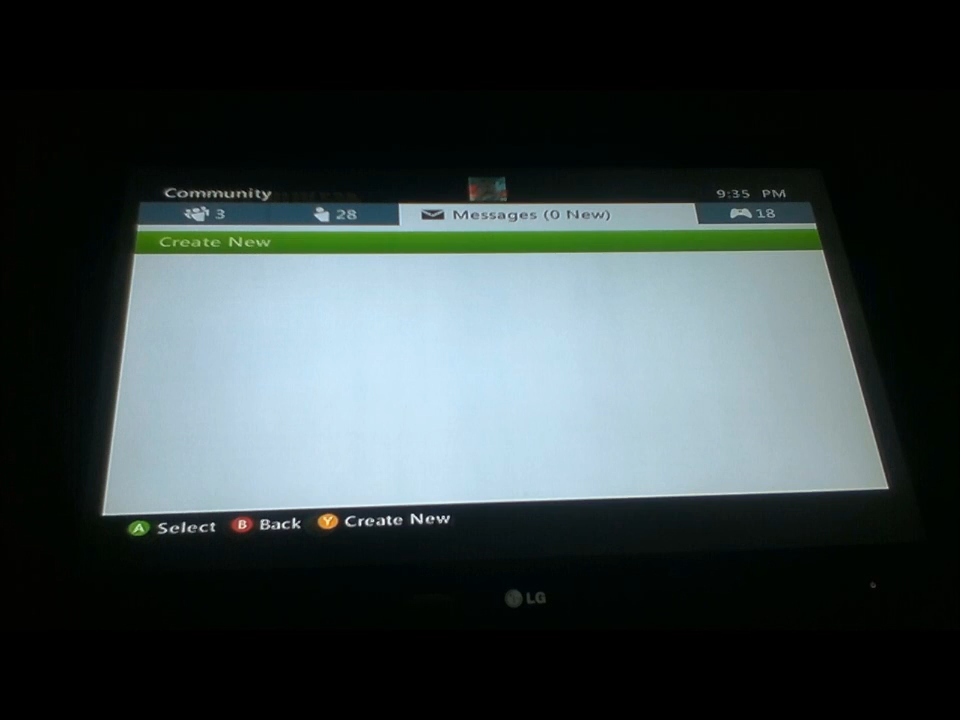 Community
9:35 PM
3
28
Messages (0 New)
18
Create New
A Select B Back Y Create New
LG